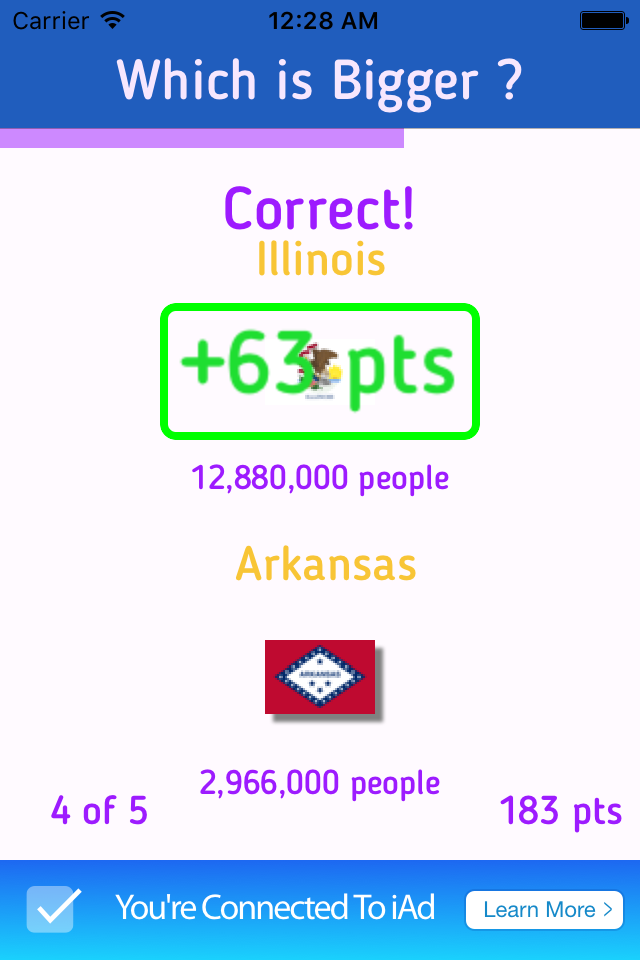 Carrier 12:28 AM
Which is Bigger ?
Correct!
Illinois
+63 pts
12,880,000 people
Arkansas
ARKANSAS
2,966,000 people
4 of 5
183 pts
You're Connected To iAd
Learn More >